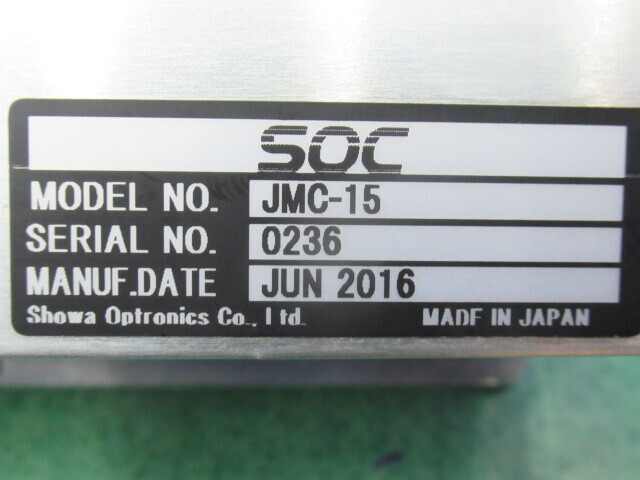 SOC
MODEL NO. JMC-15
SERIAL NO. 0236
MANUF.DATE JUN 2016
Showa Optronics Co., Ltd. MADE IN JAPAN